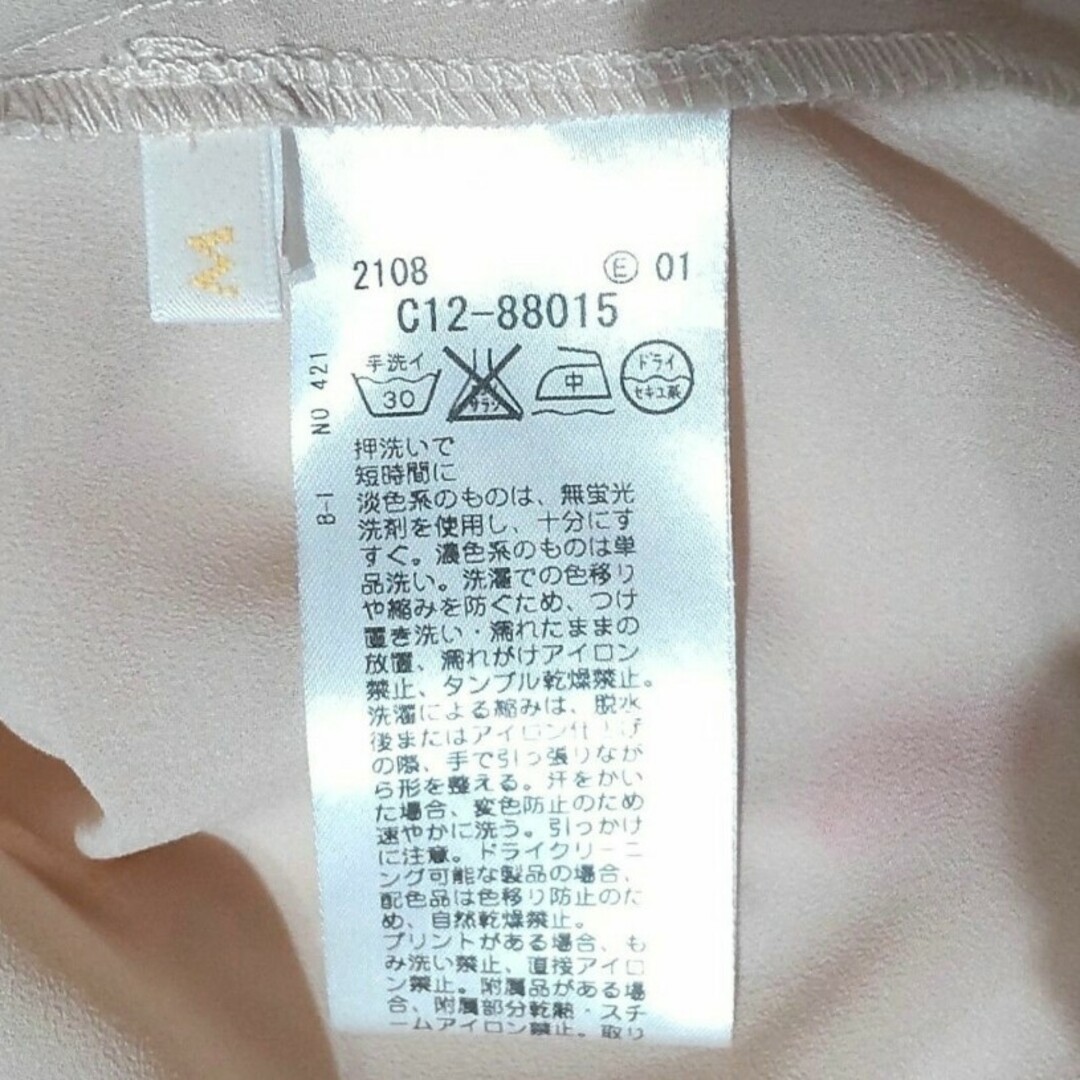 M
2108 Ⓔ 01
C12-88015
NO 421
B-1
手洗イ 30
サラシ
中
ドライ セキユ系
押洗いで
短時間に
淡色系のものは、無蛍光
洗剤を使用し、十分にす
すぐ。濃色系のものは単
品洗い。洗濯での色移り
や縮みを防ぐため、つけ
置き洗い・濡れたままの
放置、濡れがけアイロン
禁止、タンブル乾燥禁止。
洗濯による縮みは、脱水
後またはアイロン仕上げ
の際、手で引っ張りなが
ら形を整える。汗をかい
た場合、変色防止のため
速やかに洗う。引っかけ
に注意。ドライクリーニ
ング可能な製品の場合、
配色品は色移り防止のた
め、自然乾燥禁止。
プリントがある場合、も
み洗い禁止、直接アイロ
ン禁止。附属品がある場
合、附属部分乾熱・スチ
ームアイロン禁止。取り